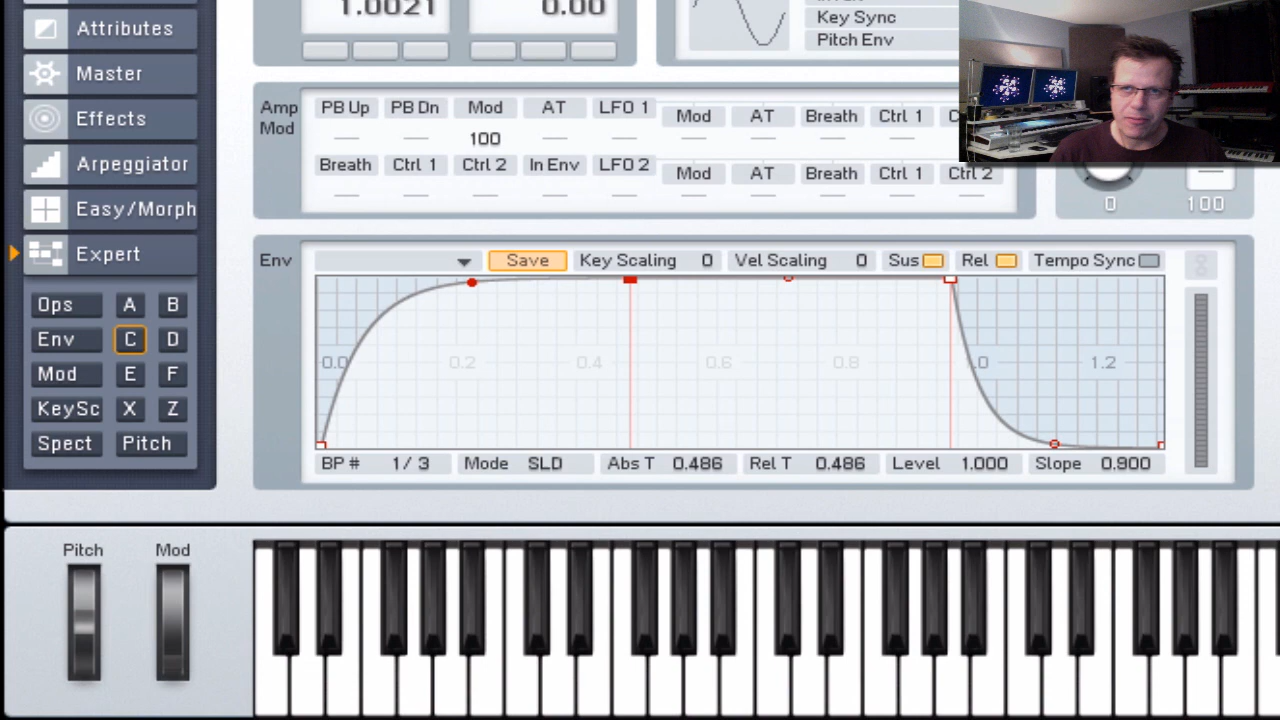 1.0021 0.00
Attributes
Key Sync
Pitch Env
Master
Effects
Arpeggiator
Easy/Morph
Expert
Amp Mod
PB Up PB Dn Mod AT LFO 1 Mod AT Breath Ctrl 1
100
Breath Ctrl 1 Ctrl 2 In Env LFO 2 Mod AT Breath Ctrl 1 Ctrl 2
0 100
Env Save Key Scaling 0 Vel Scaling 0 Sus Rel Tempo Sync
0.0 0.2 0.4 0.6 0.8 1.0 1.2
BP # 1 / 3 Mode SLD Abs T 0.486 Rel T 0.486 Level 1.000 Slope 0.900
Ops A B
Env C D
Mod E F
KeySc X Z
Spect Pitch
Pitch Mod